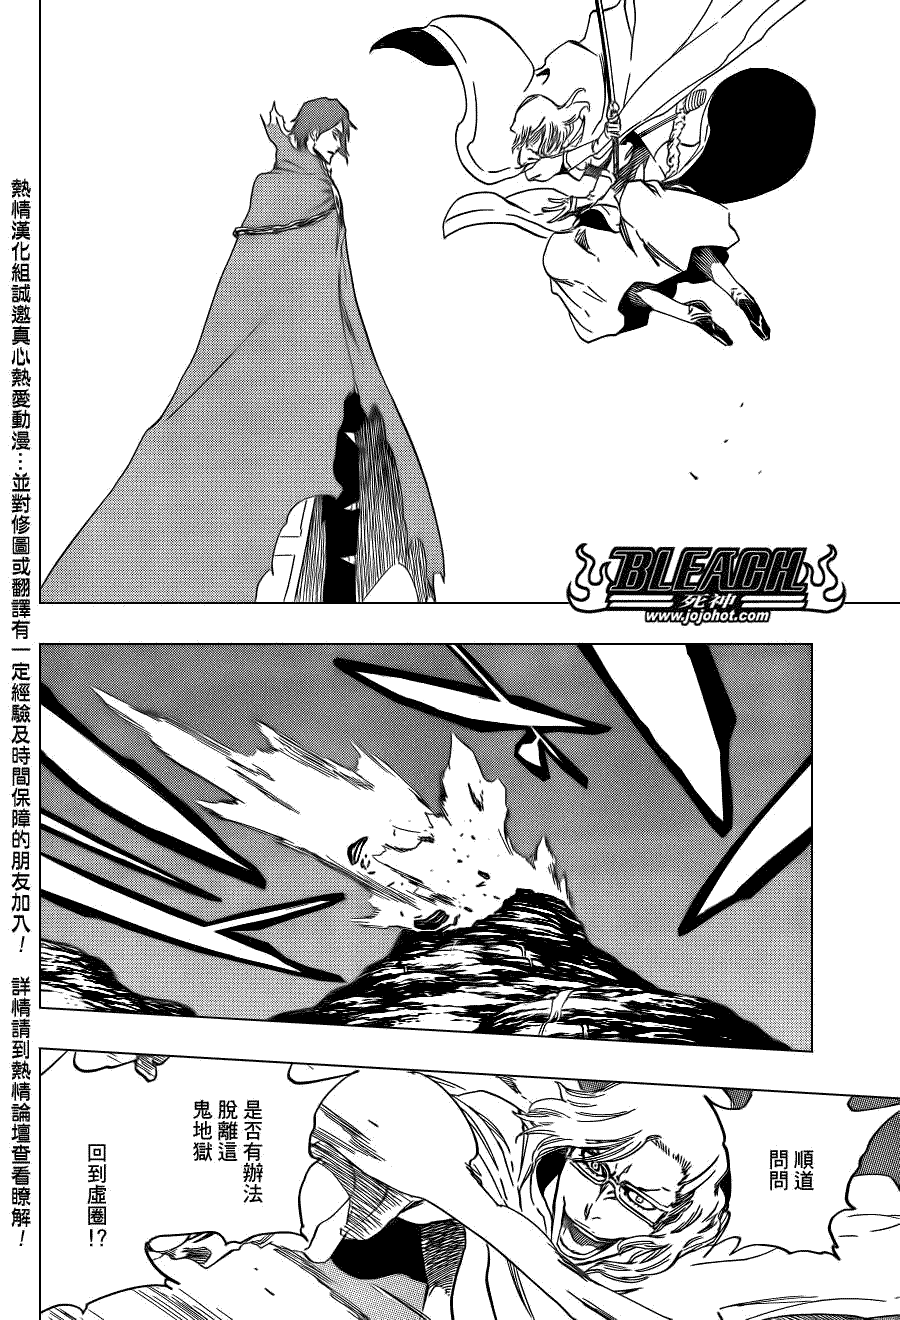 熱情漢化組誠邀真心熱愛動漫…並對修圖或翻譯有一定經驗及時間保障的朋友加入！ 詳情請到熱情論壇查看瞭解！
BLEACH
死神
www.jojohot.com
順道
問問
是否有辦法
脫離這
鬼地獄
回到虛圈!?